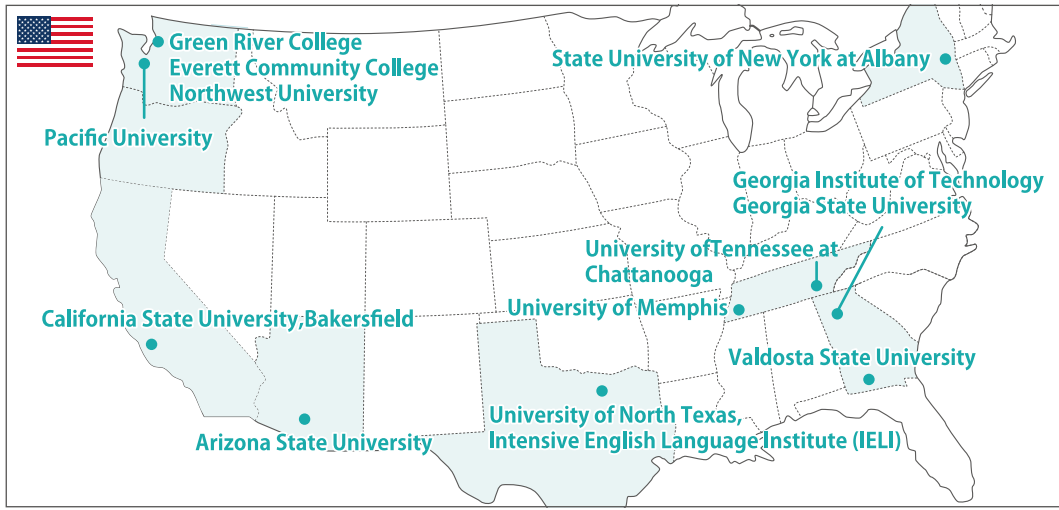 Green River College
Everett Community College
Northwest University
State University of New York at Albany
Pacific University
Georgia Institute of Technology
Georgia State University
University ofTennessee at
Chattanooga
University of Memphis
California State University,Bakersfield
Valdosta State University
University of North Texas,
Intensive English Language Institute (IELI)
Arizona State University